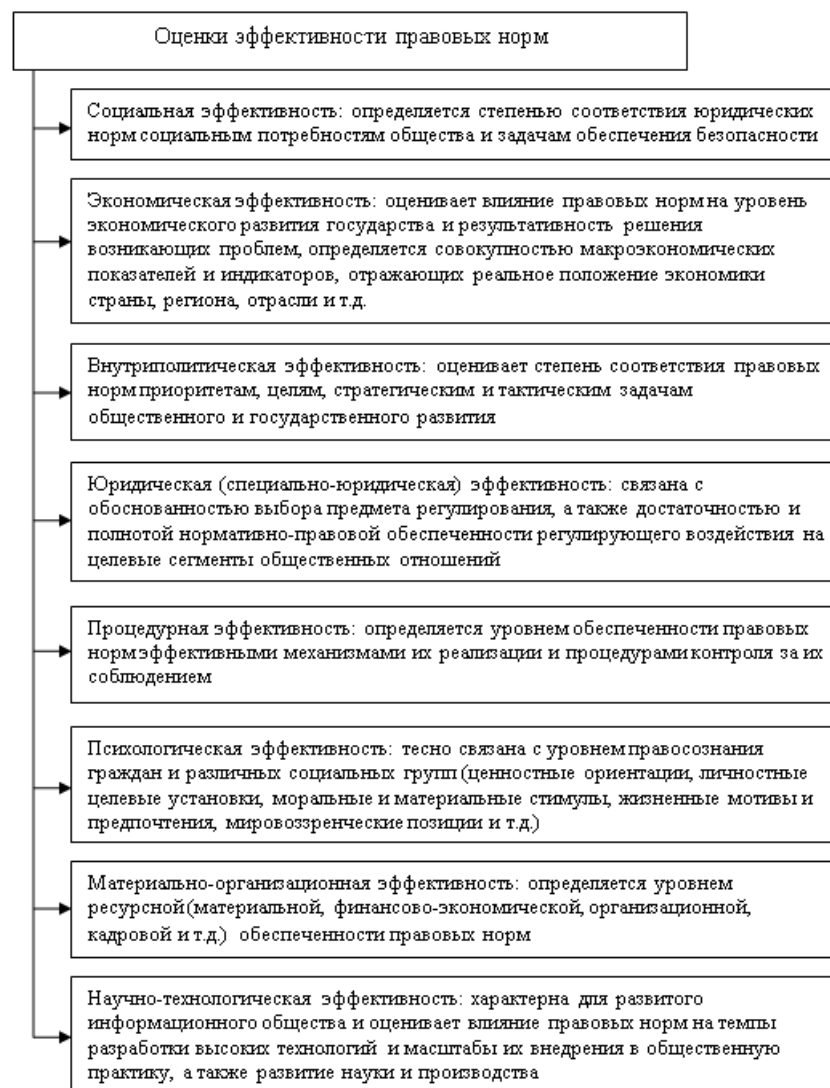 Оценки эффективности правовых норм
Социальная эффективность: определяется степенью соответствия юридических
норм социальным потребностям общества и задачам обеспечения безопасности
Экономическая эффективность: оценивает влияние правовых норм на уровень
экономического развития государства и результативность решения
возникающих проблем, определяется совокупностью макроэкономических
показателей и индикаторов, отражающих реальное положение экономики
страны, региона, отрасли и т.д.
Внутриполитическая эффективность: оценивает степень соответствия правовых
норм приоритетам, целям, стратегическим и тактическим задачам
общественного и государственного развития
Юридическая (специально-юридическая) эффективность: связана с
обоснованностью выбора предмета регулирования, а также достаточностью и
полнотой нормативно-правовой обеспеченности регулирующего воздействия на
целевые сегменты общественных отношений
Процедурная эффективность: определяется уровнем обеспеченности правовых
норм эффективными механизмами их реализации и процедурами контроля за их
соблюдением
Психологическая эффективность: тесно связана с уровнем правосознания
граждан и различных социальных групп (ценностные ориентации, личностные
целевые установки, моральные и материальные стимулы, жизненные мотивы и
предпочтения, мировоззренческие позиции и т.д.)
Материально-организационная эффективность: определяется уровнем
ресурсной (материальной, финансово-экономической, организационной,
кадровой и т.д.) обеспеченности правовых норм
Научно-технологическая эффективность: характерна для развитого
информационного общества и оценивает влияние правовых норм на темпы
разработки высоких технологий и масштабы их внедрения в общественную
практику, а также развитие науки и производства